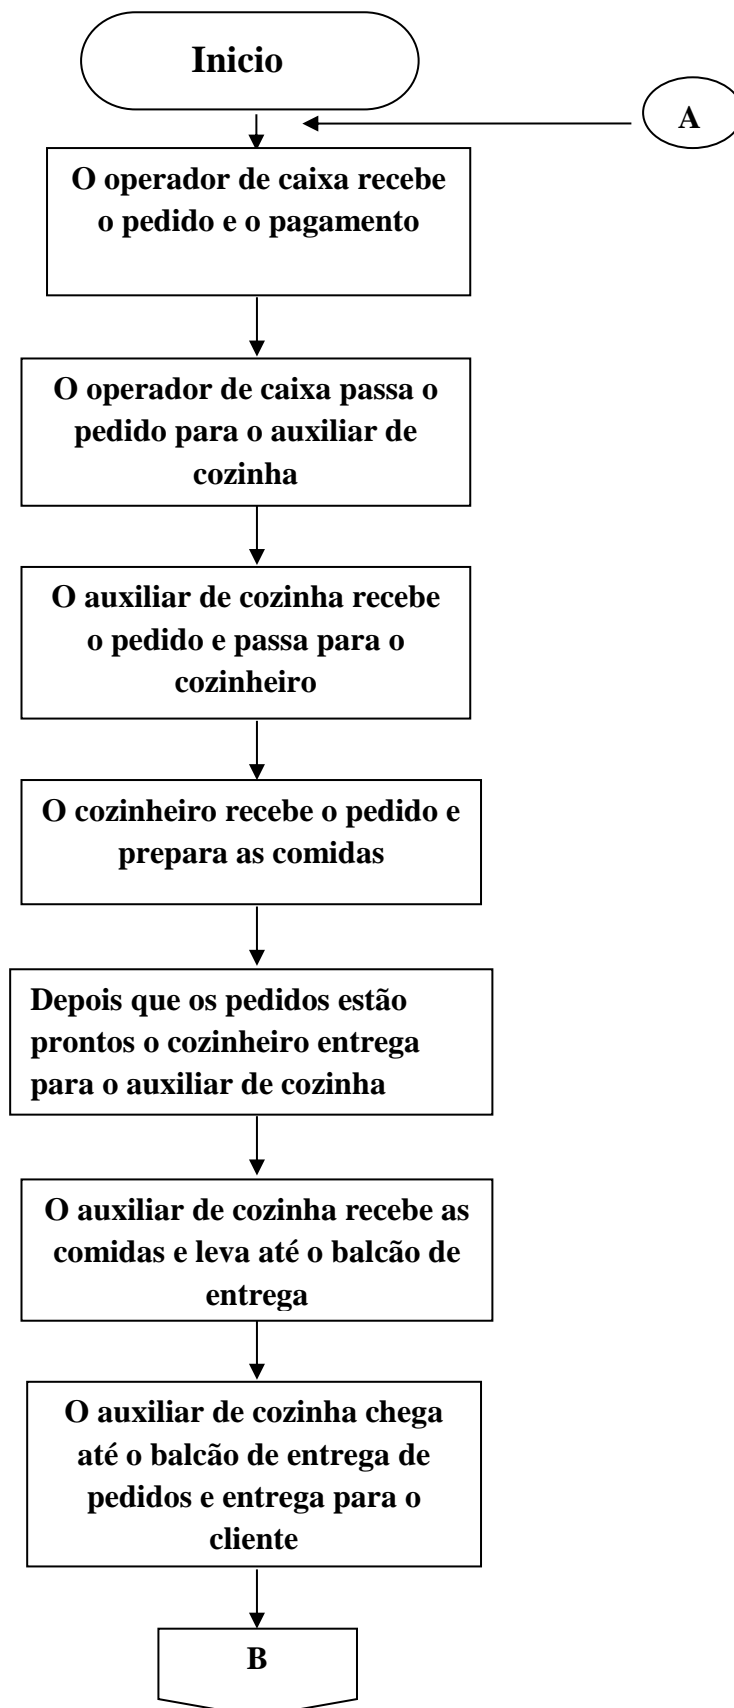 Inicio
A
O operador de caixa recebe
o pedido e o pagamento
O operador de caixa passa o
pedido para o auxiliar de
cozinha
O auxiliar de cozinha recebe
o pedido e passa para o
cozinheiro
O cozinheiro recebe o pedido e
prepara as comidas
Depois que os pedidos estão
prontos o cozinheiro entrega
para o auxiliar de cozinha
O auxiliar de cozinha recebe as
comidas e leva até o balcão de
entrega
O auxiliar de cozinha chega
até o balcão de entrega de
pedidos e entrega para o
cliente
B